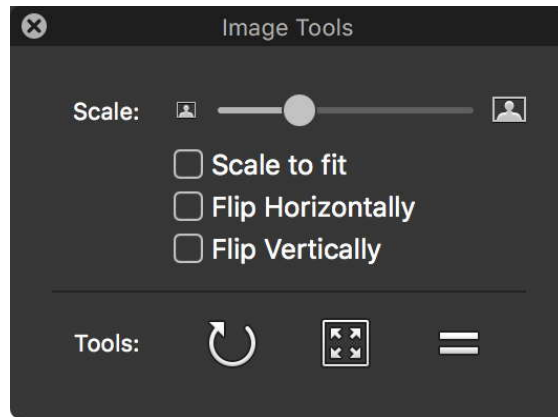 Image Tools
Scale:
Scale to fit
Flip Horizontally
Flip Vertically
Tools: